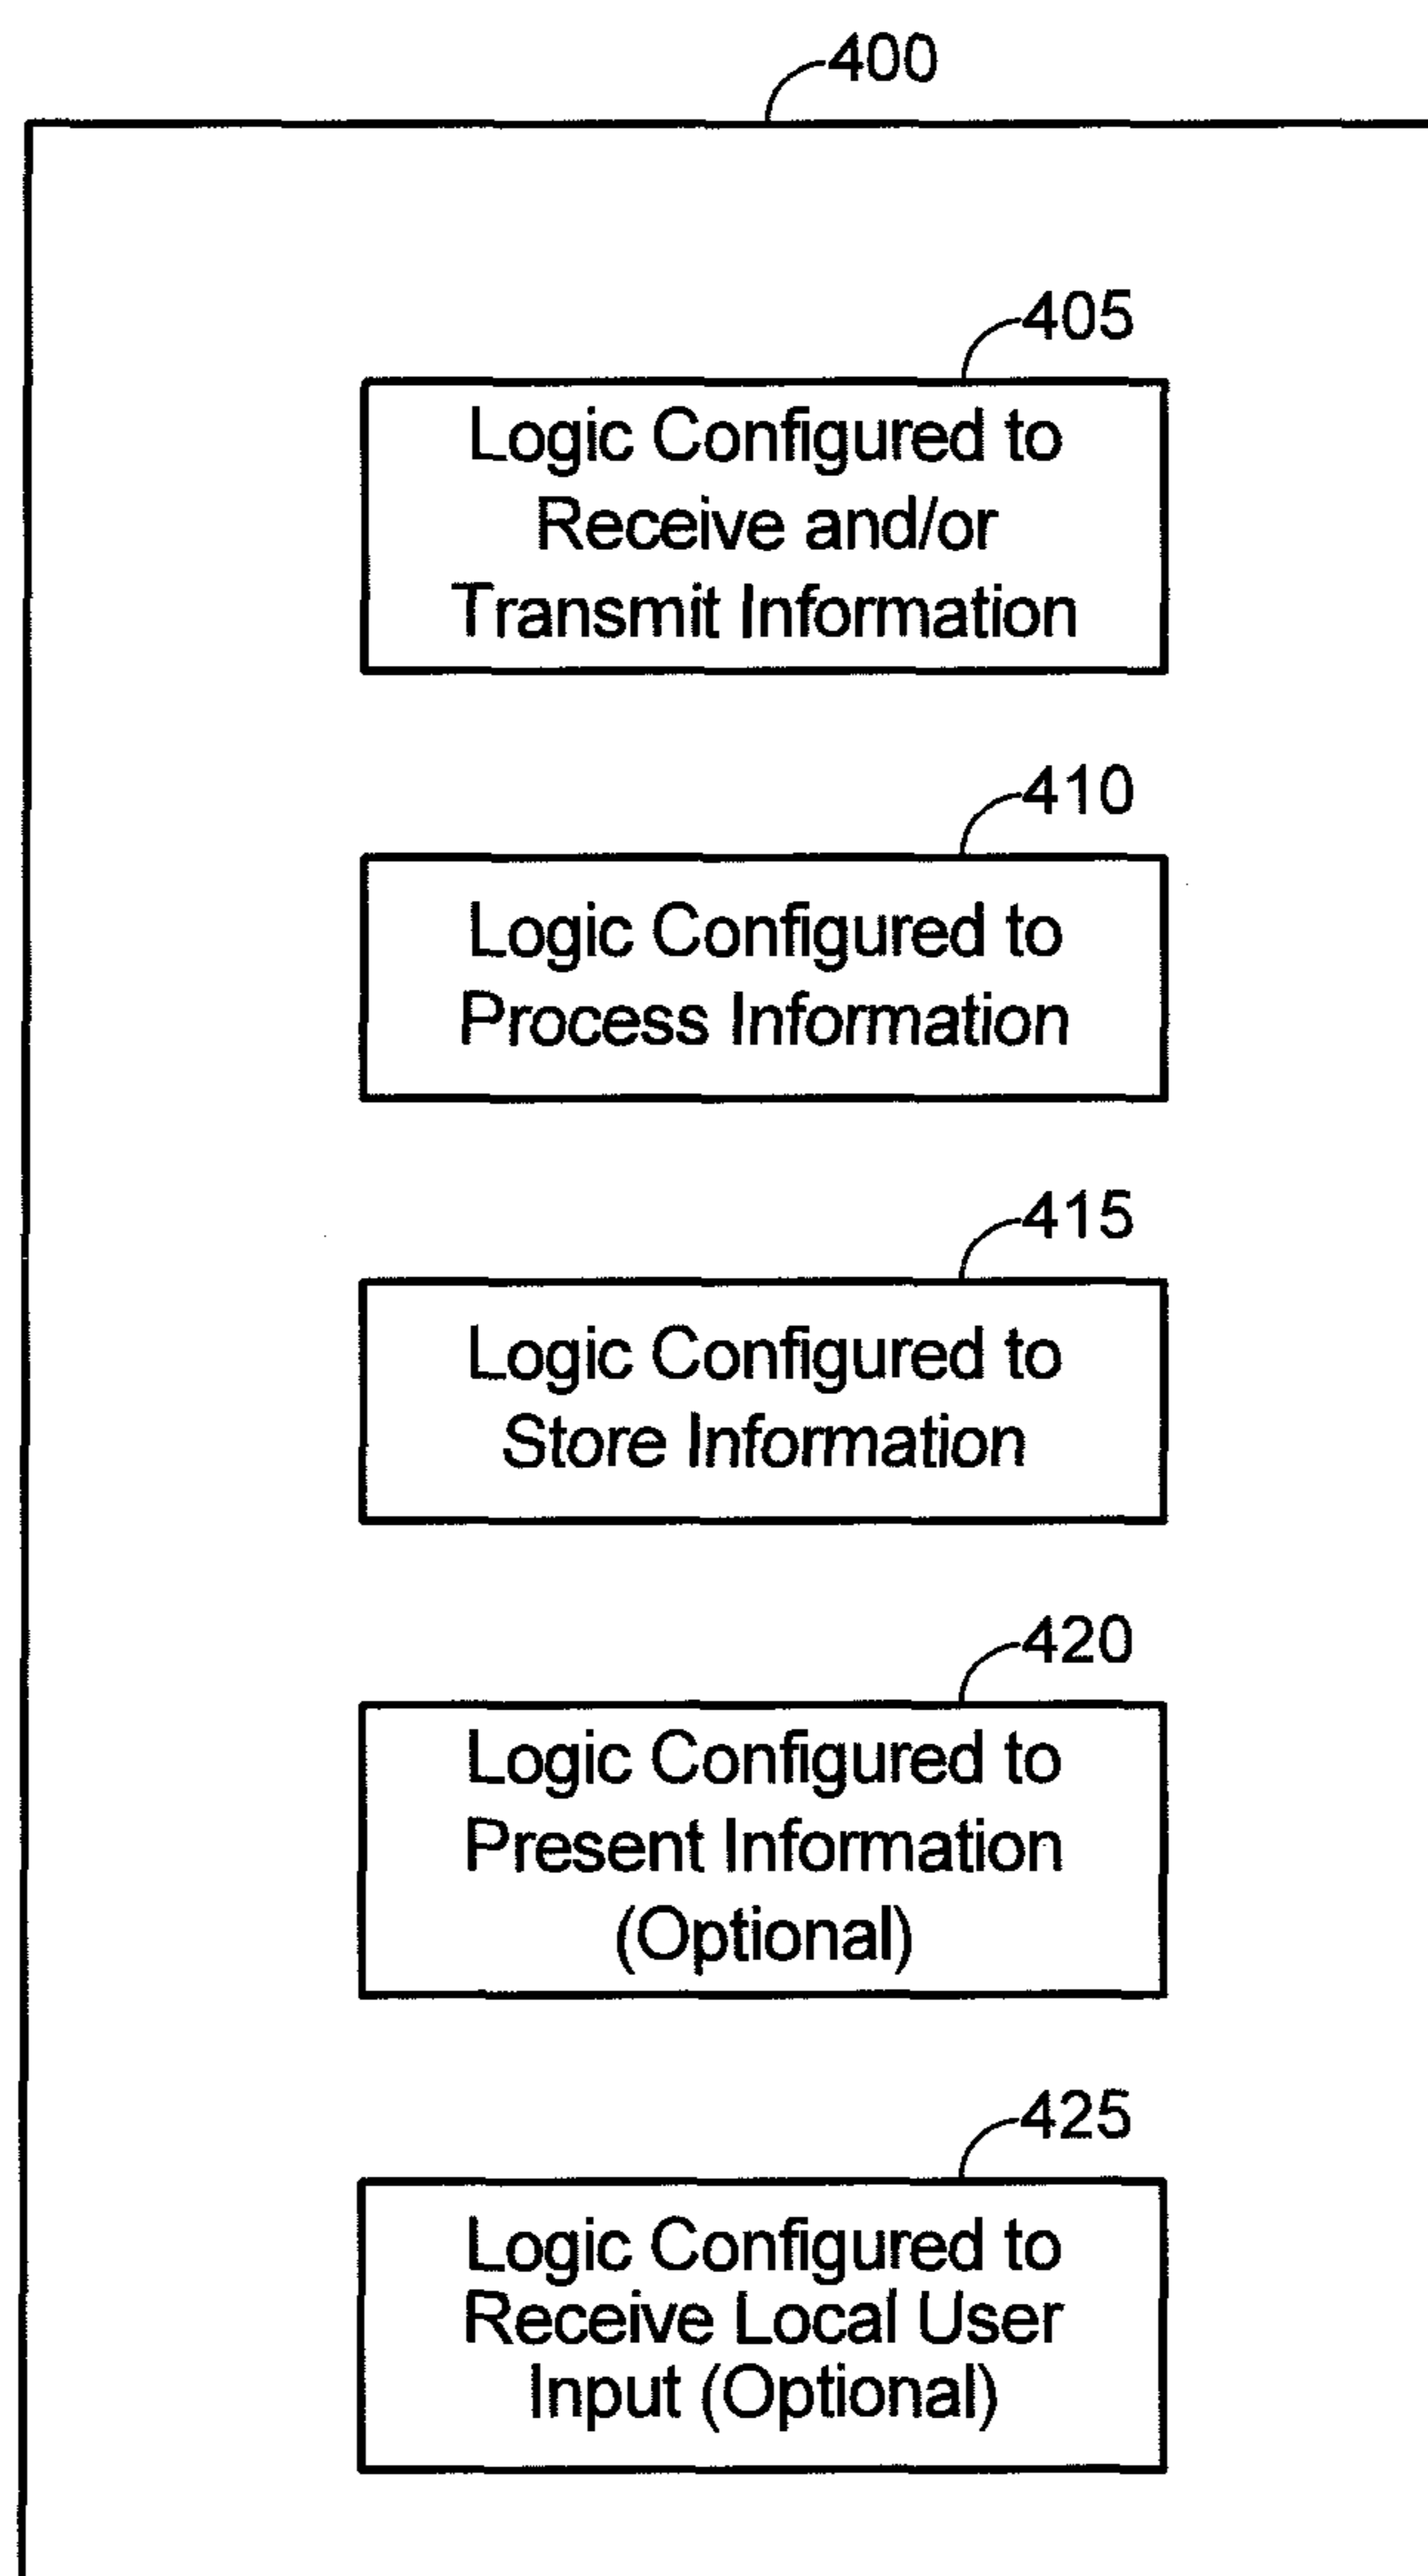 400
405
Logic Configured to
Receive and/or
Transmit Information
410
Logic Configured to
Process Information
415
Logic Configured to
Store Information
420
Logic Configured to
Present Information
(Optional)
425
Logic Configured to
Receive Local User
Input (Optional)